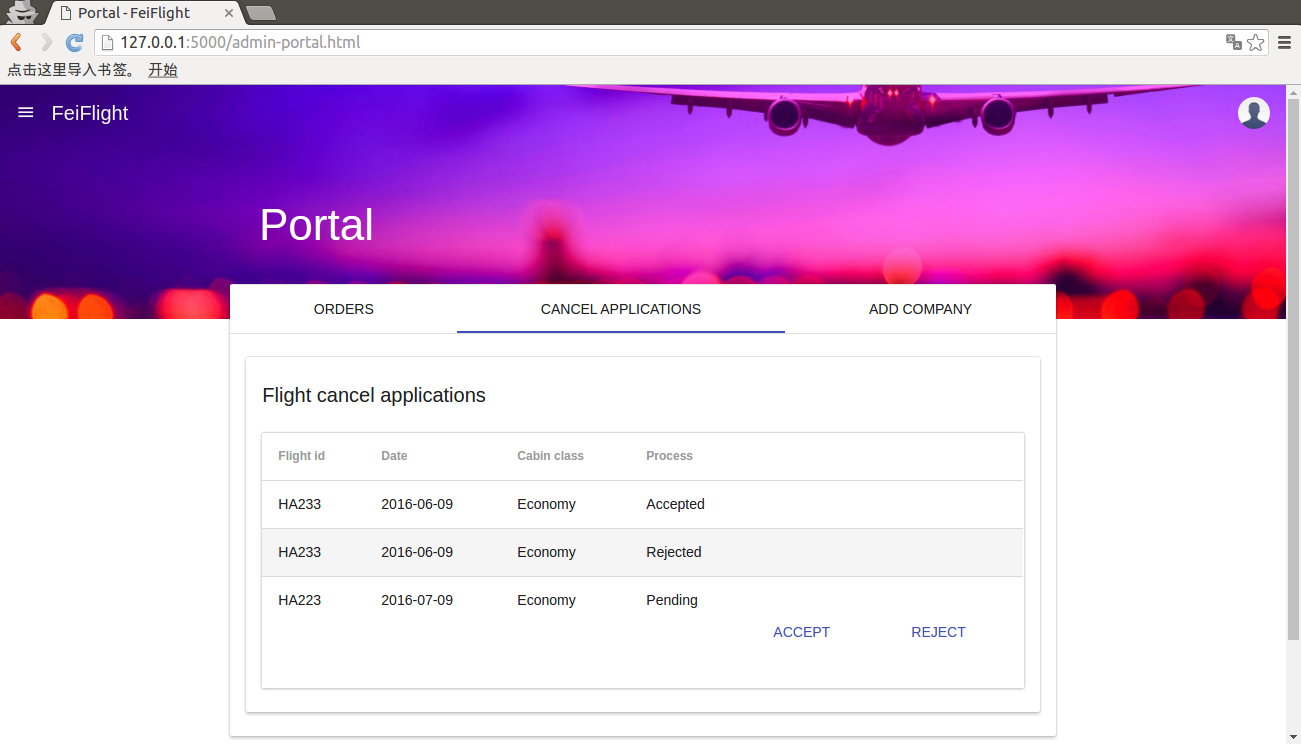 Portal - FeiFlight
127.0.0.1:5000/admin-portal.html
点击这里导入书签。 开始
FeiFlight
Portal
ORDERS CANCEL APPLICATIONS ADD COMPANY
Flight cancel applications
Flight id Date Cabin class Process
HA233 2016-06-09 Economy Accepted
HA233 2016-06-09 Economy Rejected
HA223 2016-07-09 Economy Pending
ACCEPT REJECT